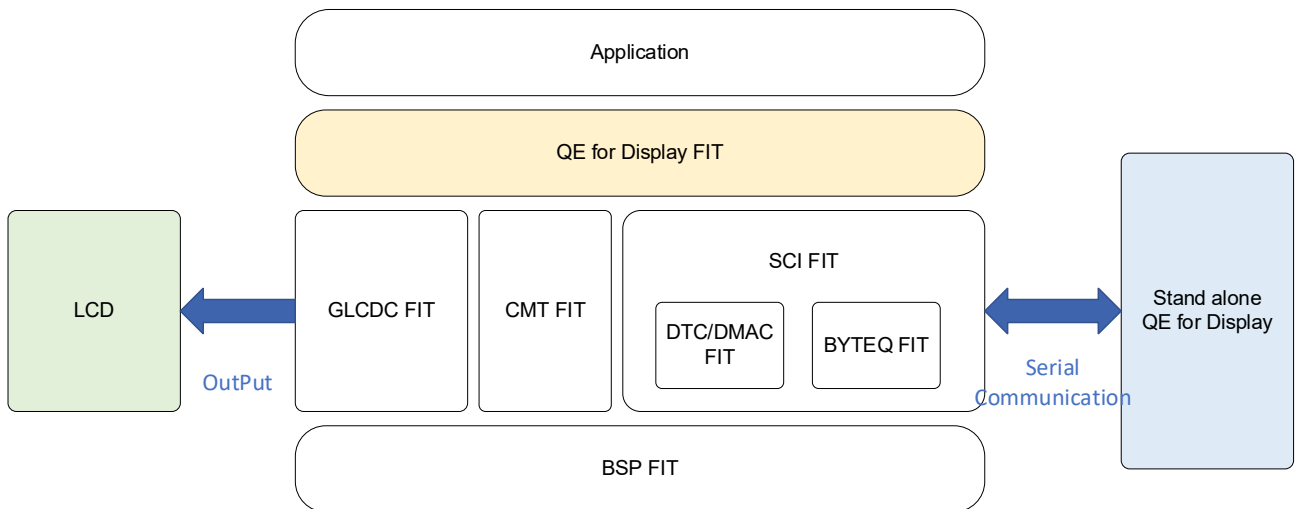 Application
QE for Display FIT
LCD
OutPut
GLCDC FIT
CMT FIT
SCI FIT
DTC/DMAC
FIT
BYTEQ FIT
Serial
Communication
Stand alone
QE for Display
BSP FIT